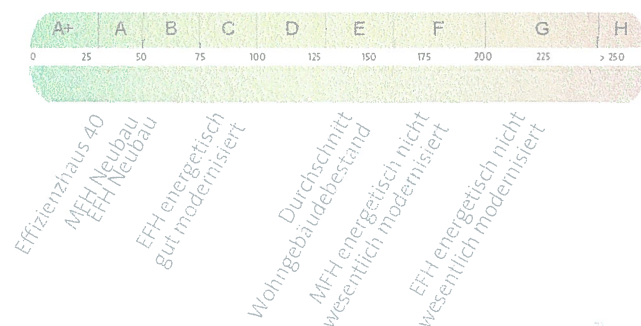 A+ A B C D E F G H
0 25 50 75 100 125 150 175 200 225 > 250
Effizienzhaus 40
MFH Neubau
EFH Neubau
EFH energetisch
gut modernisiert
Durchschnitt
Wohngebäudebestand
MFH energetisch nicht
wesentlich modernisiert
EFH energetisch nicht
wesentlich modernisiert